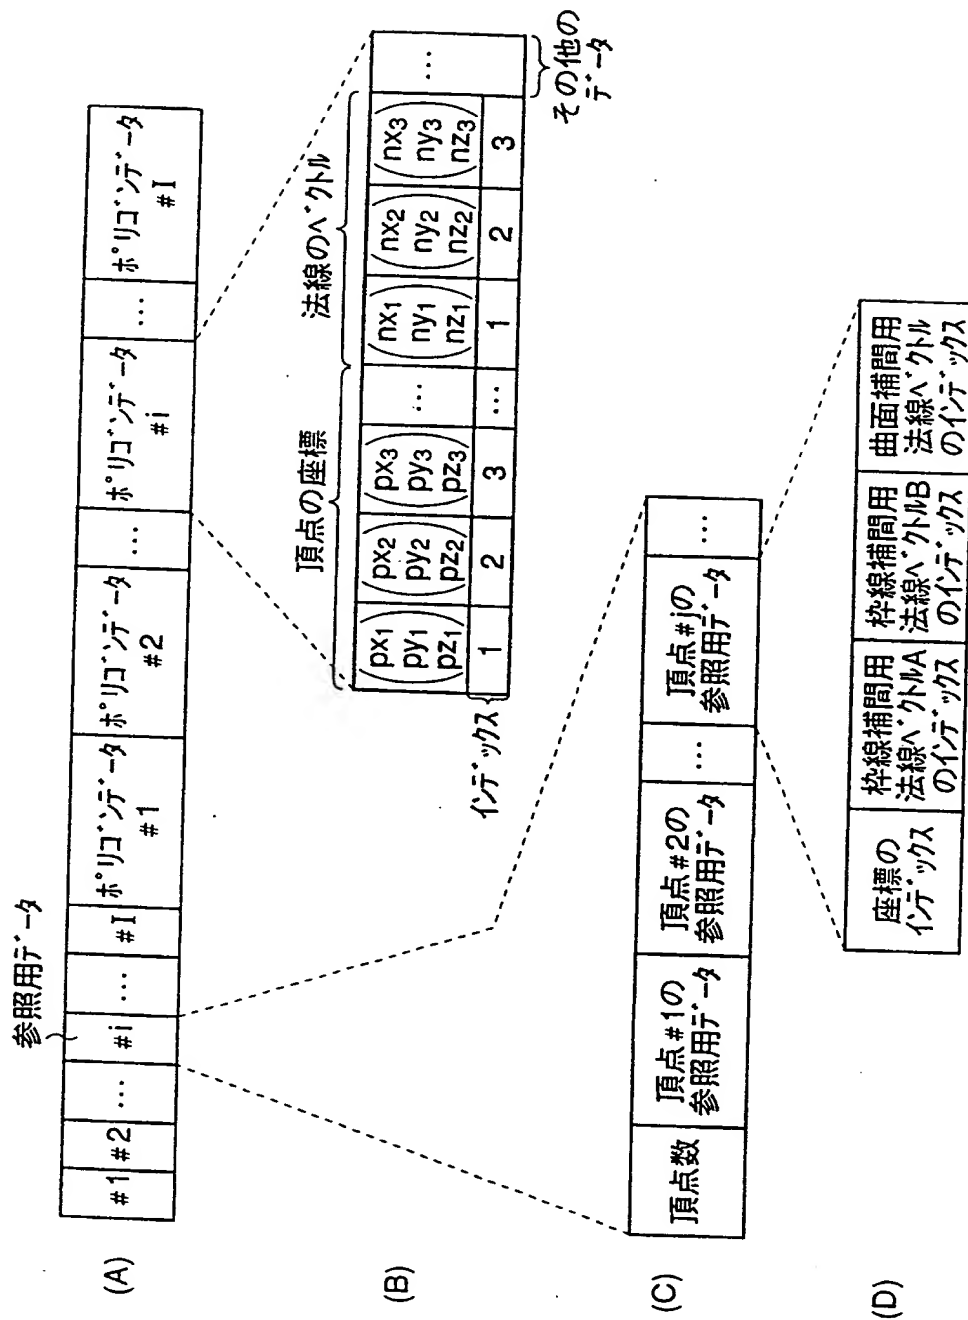 (A)
参照用データ
#1
#2
…
#i
…
#I
ポリゴンデータ
#1
ポリゴンデータ
#2
…
ポリゴンデータ
#i
…
ポリゴンデータ
#I
(B)
頂点の座標
法線のベクトル
px1
py1
pz1
px2
py2
pz2
px3
py3
pz3
…
nx1
ny1
nz1
nx2
ny2
nz2
nx3
ny3
nz3
…
インデックス
1
2
3
…
1
2
3
その他の
データ
(C)
頂点数
頂点#1の
参照用データ
頂点#2の
参照用データ
…
頂点#jの
参照用データ
…
(D)
座標の
インデックス
枠線補間用
法線ベクトルA
のインデックス
枠線補間用
法線ベクトルB
のインデックス
曲面補間用
法線ベクトル
のインデックス